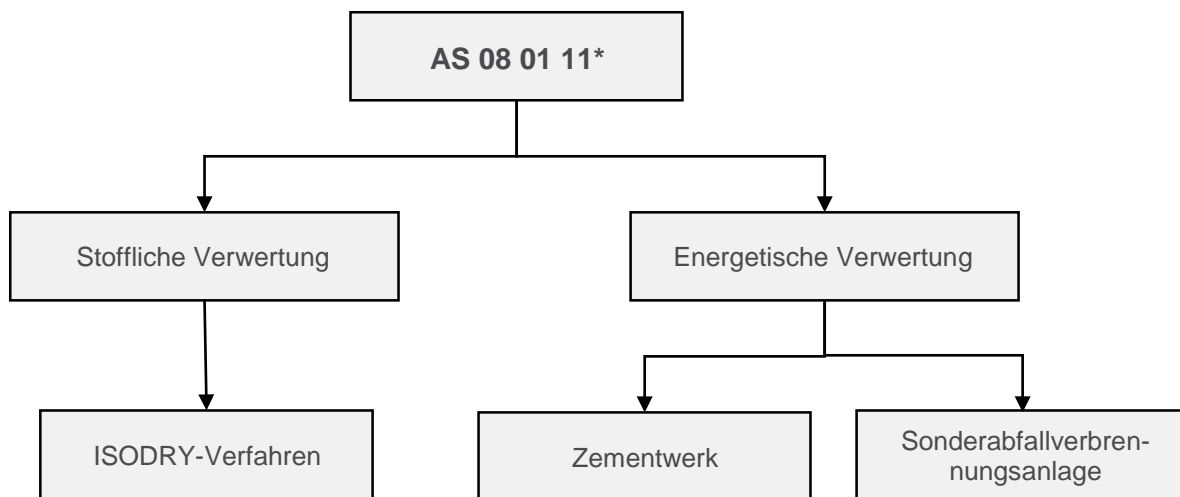 AS 08 01 11*
Stoffliche Verwertung
Energetische Verwertung
ISODRY-Verfahren
Zementwerk
Sonderabfallverbren-
nungsanlage